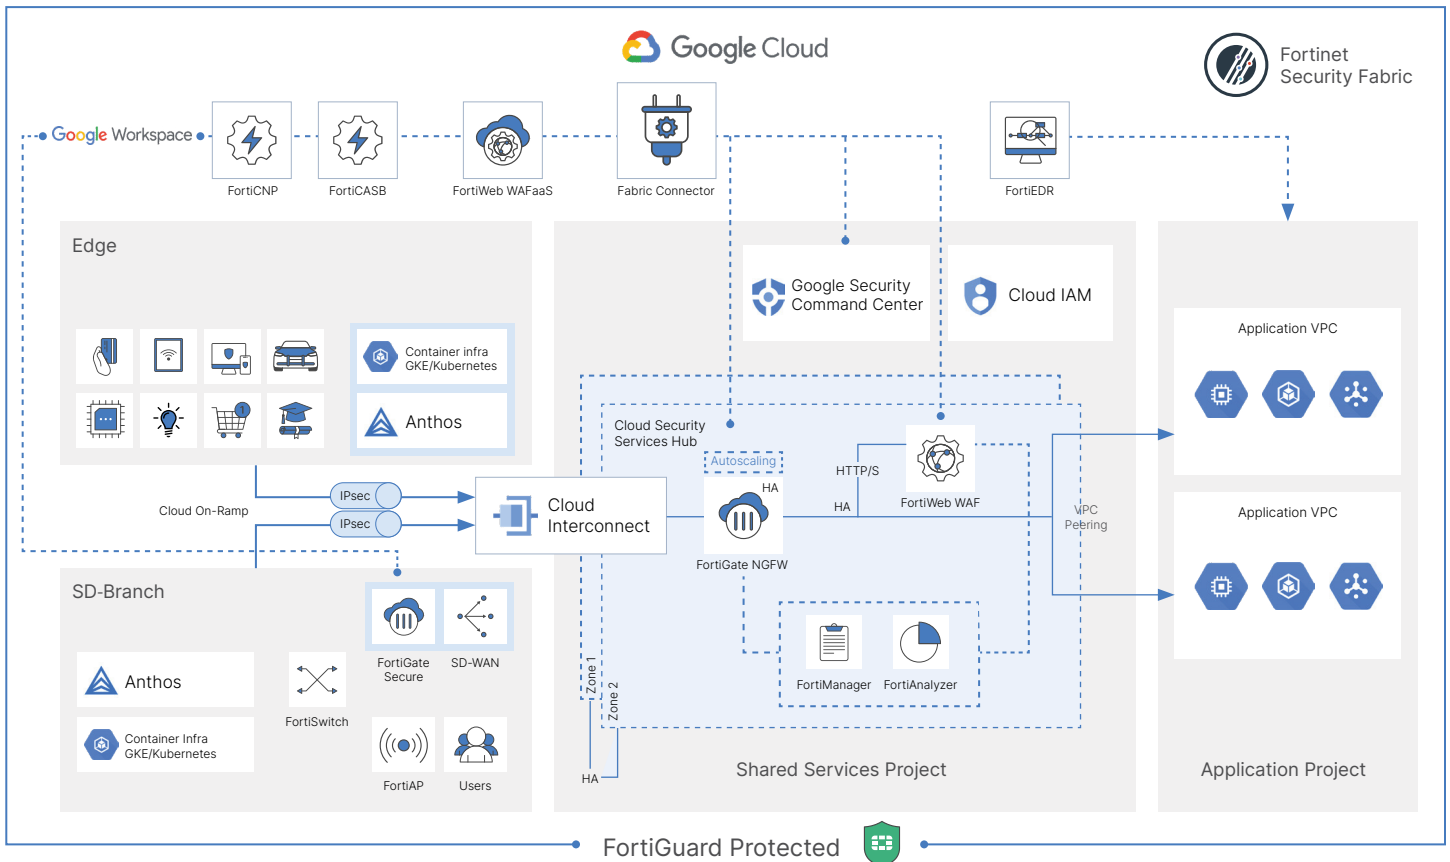 Google Cloud
Fortinet
Security Fabric
Google Workspace
FortiCNP
FortiCASB
FortiWeb WAFaaS
Fabric Connector
FortiEDR
Edge
Container infra
GKE/Kubernetes
Anthos
1
Google Security
Command Center
Cloud IAM
Application VPC
Cloud Security
Services Hub
Autoscaling
HA
HTTP/S
HA
FortiWeb WAF
FortiGate NGFW
VPC
Peering
Cloud On-Ramp
IPsec
IPsec
Cloud
Interconnect
Application VPC
SD-Branch
FortiGate
Secure
SD-WAN
Anthos
FortiSwitch
Container Infra
GKE/Kubernetes
FortiAP
Users
Zone 1
Zone 2
HA
FortiManager
FortiAnalyzer
Shared Services Project
Application Project
FortiGuard Protected